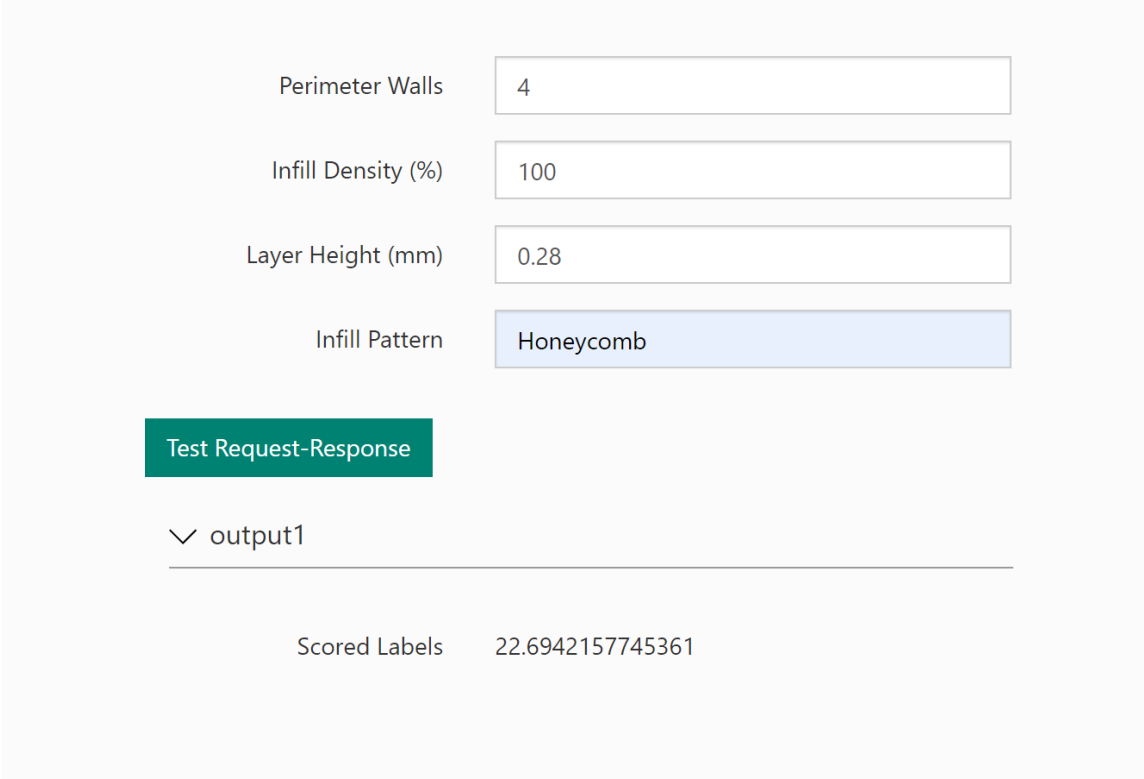 Perimeter Walls 4
Infill Density (%) 100
Layer Height (mm) 0.28
Infill Pattern Honeycomb
Test Request-Response
output1
Scored Labels 22.6942157745361